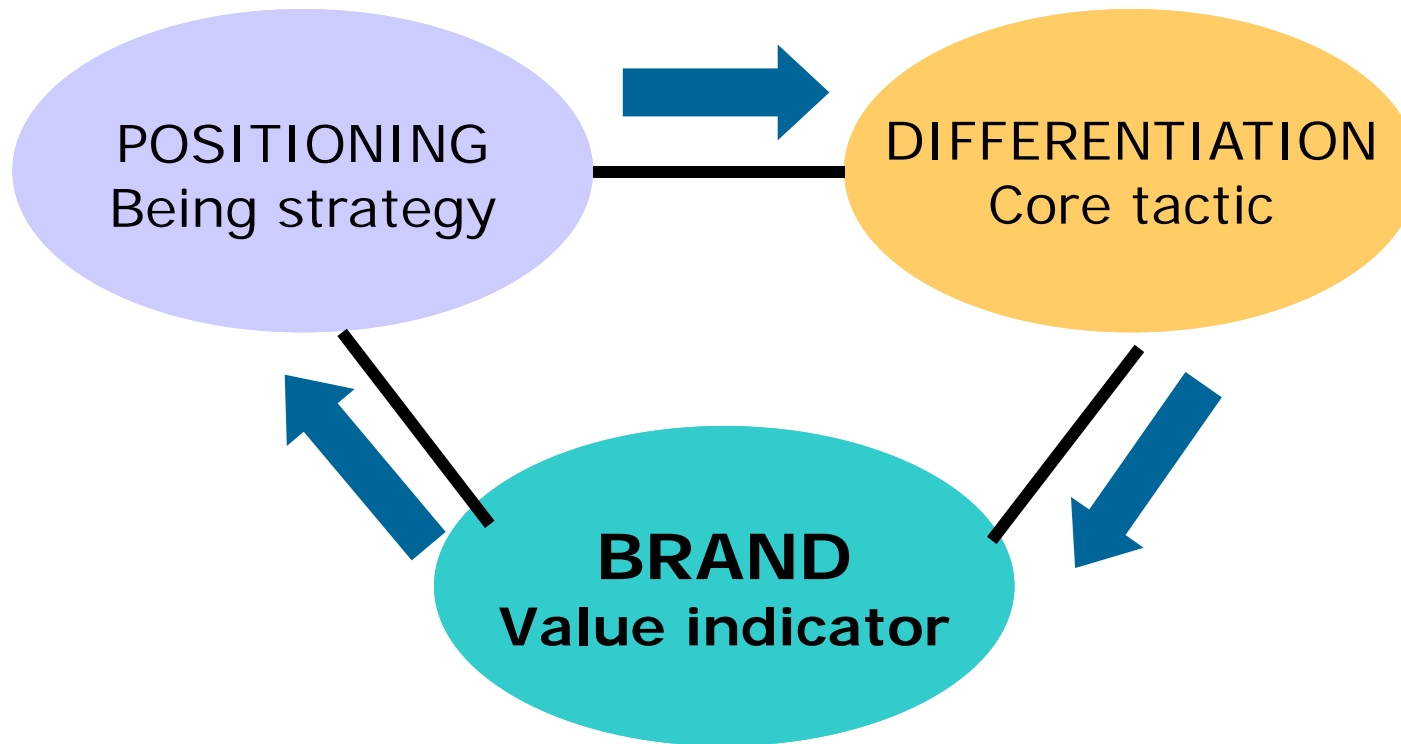 POSITIONING
Being strategy
DIFFERENTIATION
Core tactic
BRAND
Value indicator